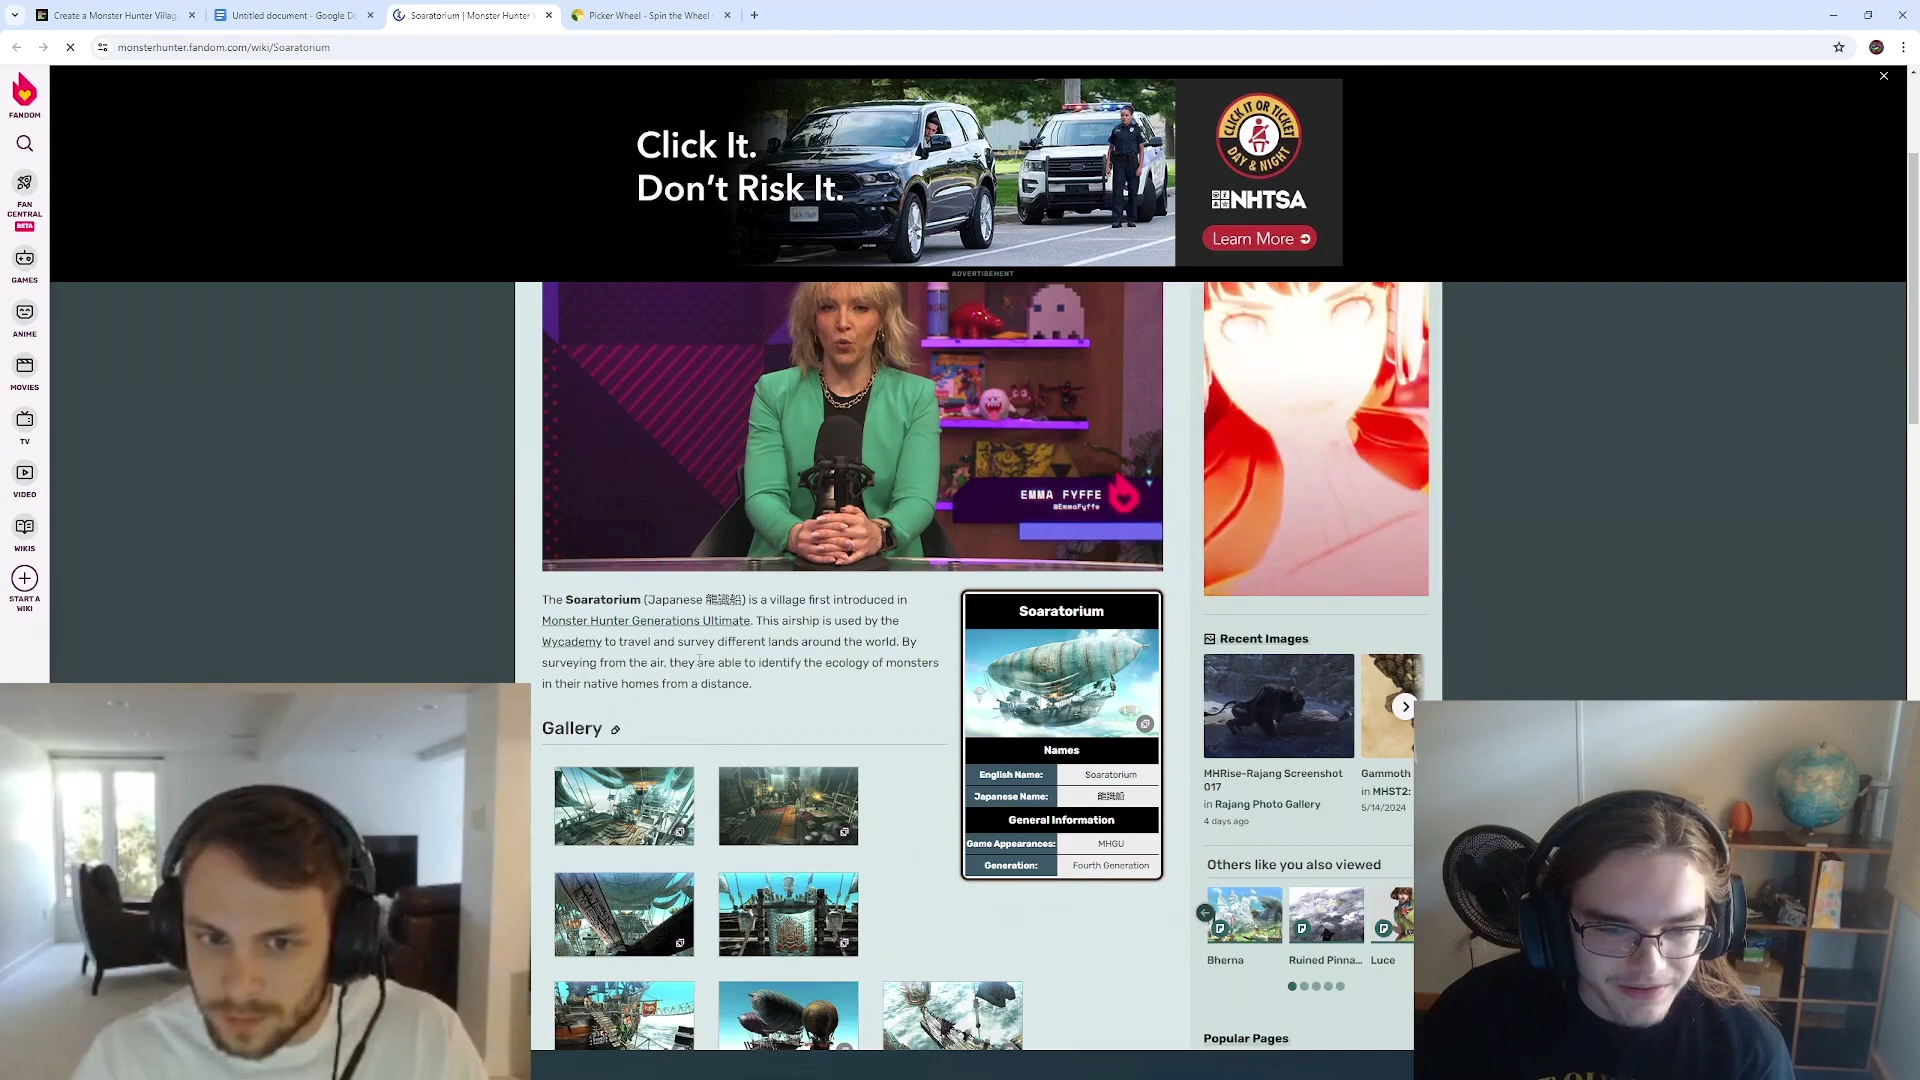 Create a Monster Hunter Villag
Untitled document - Google Do
Soaratorium | Monster Hunter
Picker Wheel - Spin the Wheel
monsterhunter.fandom.com/wiki/Soaratorium
FANDOM
FAN
CENTRAL
BETA
GAMES
ANIME
MOVIES
TV
VIDEO
WIKIS
START A
WIKI
Click It.
Don't Risk It.
CLICK IT OR TICKET
DAY & NIGHT
NHTSA
Learn More
ADVERTISEMENT
EMMA FYFFE
@EmmaFyffe
The Soaratorium (Japanese 龍識船) is a village first introduced in
Monster Hunter Generations Ultimate. This airship is used by the
Wycademy to travel and survey different lands around the world. By
surveying from the air, they are able to identify the ecology of monsters
in their native homes from a distance.
Gallery
Soaratorium
Names
English Name: Soaratorium
Japanese Name: 龍識船
General Information
Game Appearances: MHGU
Generation: Fourth Generation
Recent Images
MHRise-Rajang Screenshot
017
in Rajang Photo Gallery
4 days ago
Gammoth
in MHST2:
5/14/2024
Others like you also viewed
Bherna
Ruined Pinna...
Luce
Popular Pages